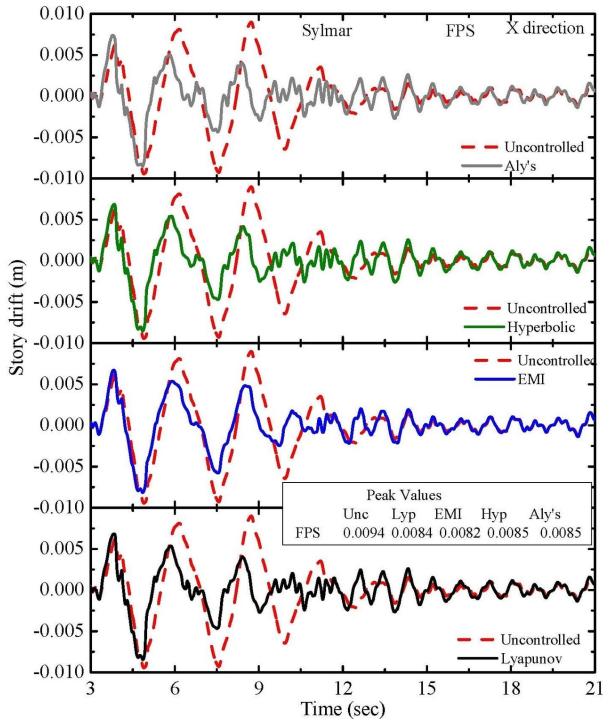 0.010
Sylmar FPS X direction
0.005
0.000
-0.005
Uncontrolled
Aly's
-0.010
0.005
0.000
-0.005
Uncontrolled
Hyperbolic
-0.010
Uncontrolled
EMI
0.005
0.000
-0.005
-0.010
Peak Values
Unc Lyp EMI Hyp Aly's
FPS 0.0094 0.0084 0.0082 0.0085 0.0085
0.005
0.000
-0.005
Uncontrolled
Lyapunov
-0.010
3 6 9 12 15 18 21
Time (sec)
Story drift (m)